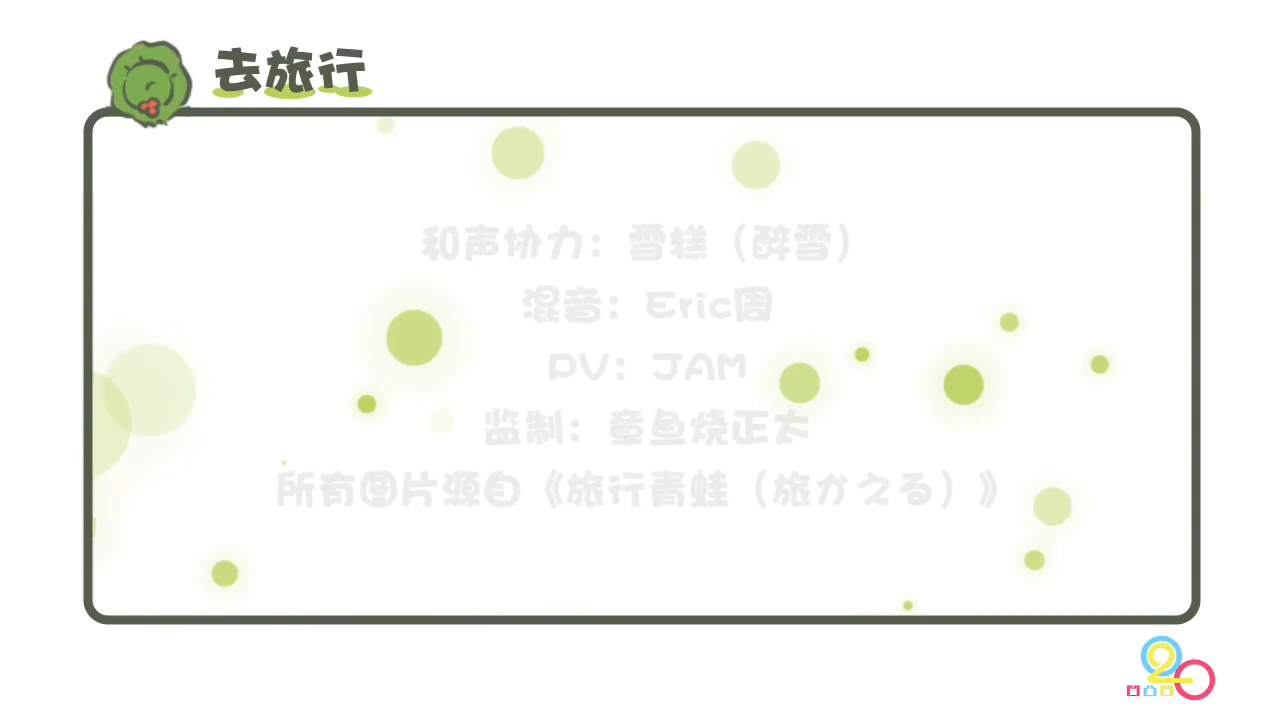 去旅行
和声协力：雪糕（醉雪）
混音：Eric周
PV：JAM
监制：章鱼烧正太
所有图片源自《旅行青蛙（旅かえる）》
20